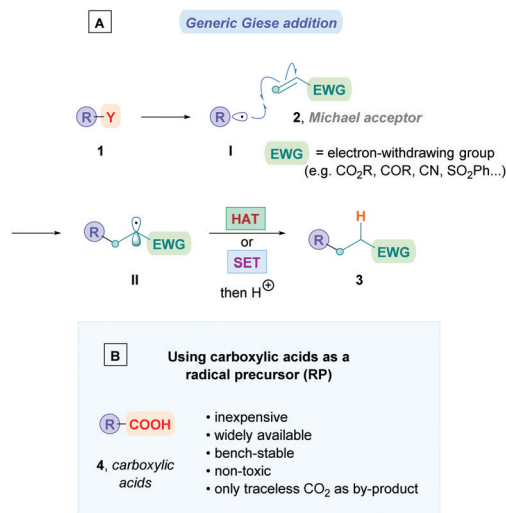 A
Generic Giese addition
R–Y
R•
EWG
1
I
2, Michael acceptor
EWG = electron-withdrawing group
(e.g. CO2R, COR, CN, SO2Ph...)
R
EWG
HAT
or
SET
then H⊕
H
R
EWG
II
3
B
Using carboxylic acids as a
radical precursor (RP)
R–COOH
4, carboxylic
acids
• inexpensive
• widely available
• bench-stable
• non-toxic
• only traceless CO2 as by-product